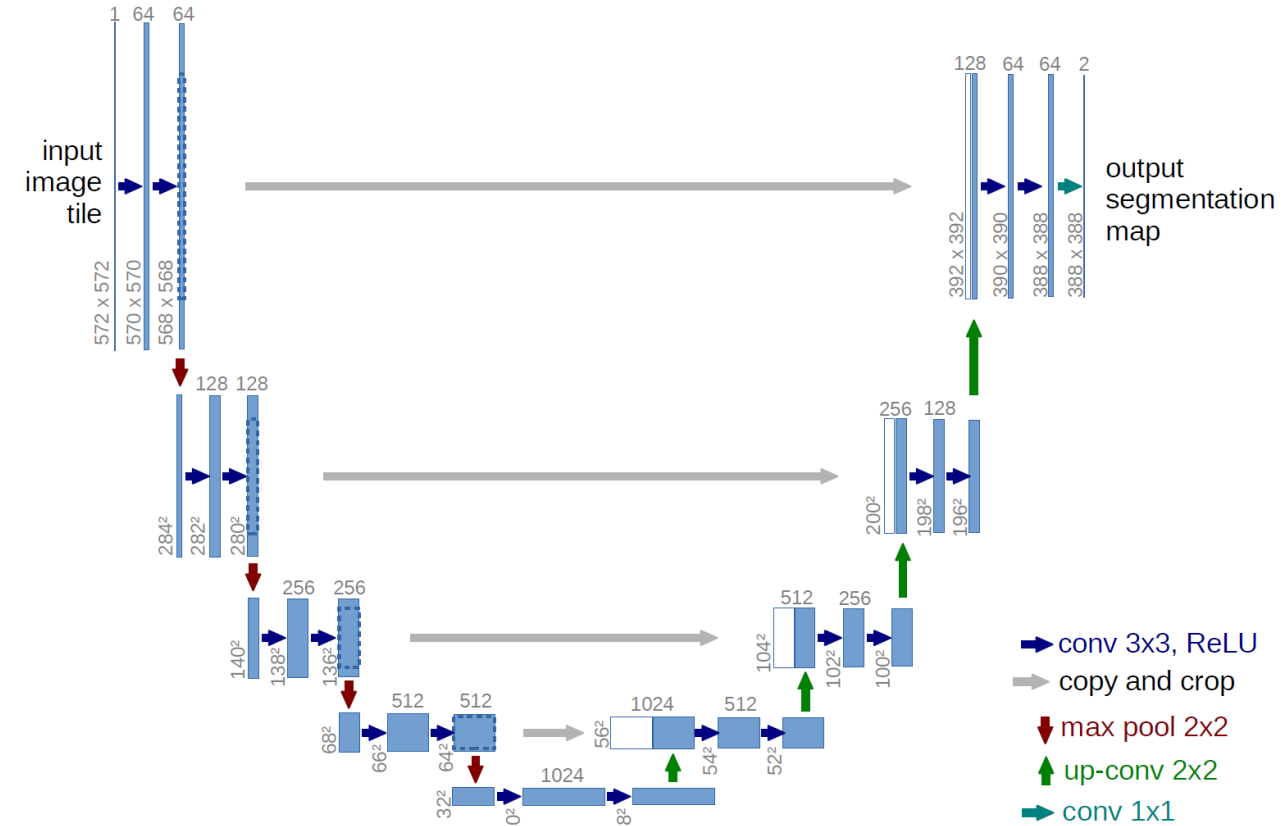 1 64 64
input
image
tile
572 x 572
570 x 570
568 x 568
128 64 64 2
output
segmentation
map
392 x 392
390 x 390
388 x 388
388 x 388
128 128
284²
282²
280²
256 128
200²
198²
196²
256 256
140²
138²
136²
512 256
104²
102²
100²
512 512
68²
66²
64²
1024 512
56²
54²
52²
1024
32²
0²
8²
conv 3x3, ReLU
copy and crop
max pool 2x2
up-conv 2x2
conv 1x1